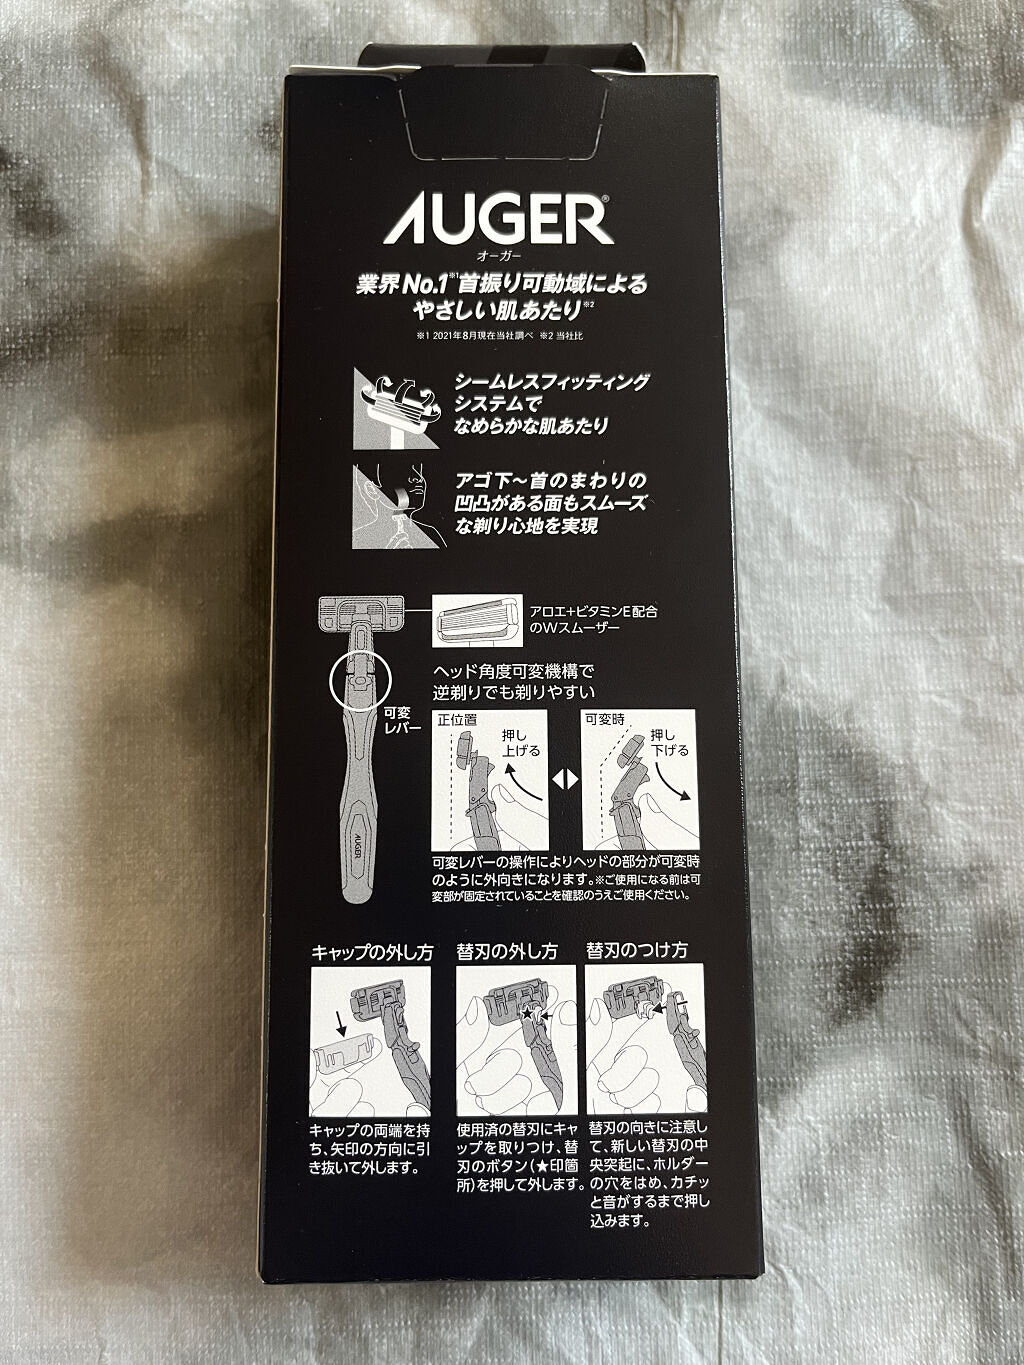 AUGER®
オーガー
業界No.1※1首振り可動域による
やさしい肌あたり※2
※1 2021年8月現在当社調べ ※2 当社比
シームレスフィッティング
システムで
なめらかな肌あたり
アゴ下〜首のまわりの
凹凸がある面もスムーズ
な剃り心地を実現
アロエ+ビタミンE配合
のWスムーザー
ヘッド角度可変機構で
逆剃りでも剃りやすい
可変
レバー
正位置
押し
上げる
可変時
押し
下げる
AUGER
可変レバーの操作によりヘッドの部分が可変時
のように外向きになります。※ご使用になる前は可
変部が固定されていることを確認のうえご使用ください。
キャップの外し方
キャップの両端を持
ち、矢印の方向に引
き抜いて外します。
替刃の外し方
★
使用済の替刃にキャ
ップを取りつけ、替
刃のボタン(★印箇
所)を押して外します。
替刃のつけ方
替刃の向きに注意し
て、新しい替刃の中
央突起に、ホルダー
の穴をはめ、カチッ
と音がするまで押し
込みます。